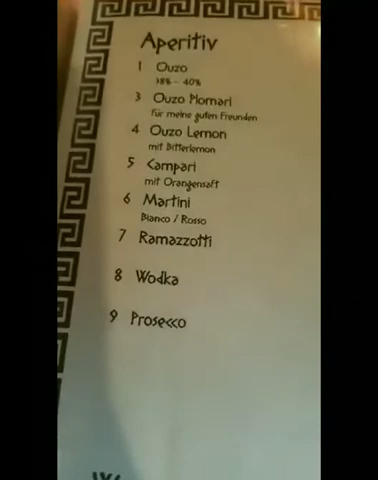 Aperitiv
1 Ouzo
38% - 40%
3 Ouzo Plomari
für meine guten Freunden
4 Ouzo Lemon
mit Bitterlemon
5 Campari
mit Orangensaft
6 Martini
Bianco / Rosso
7 Ramazzotti
8 Wodka
9 Prosecco